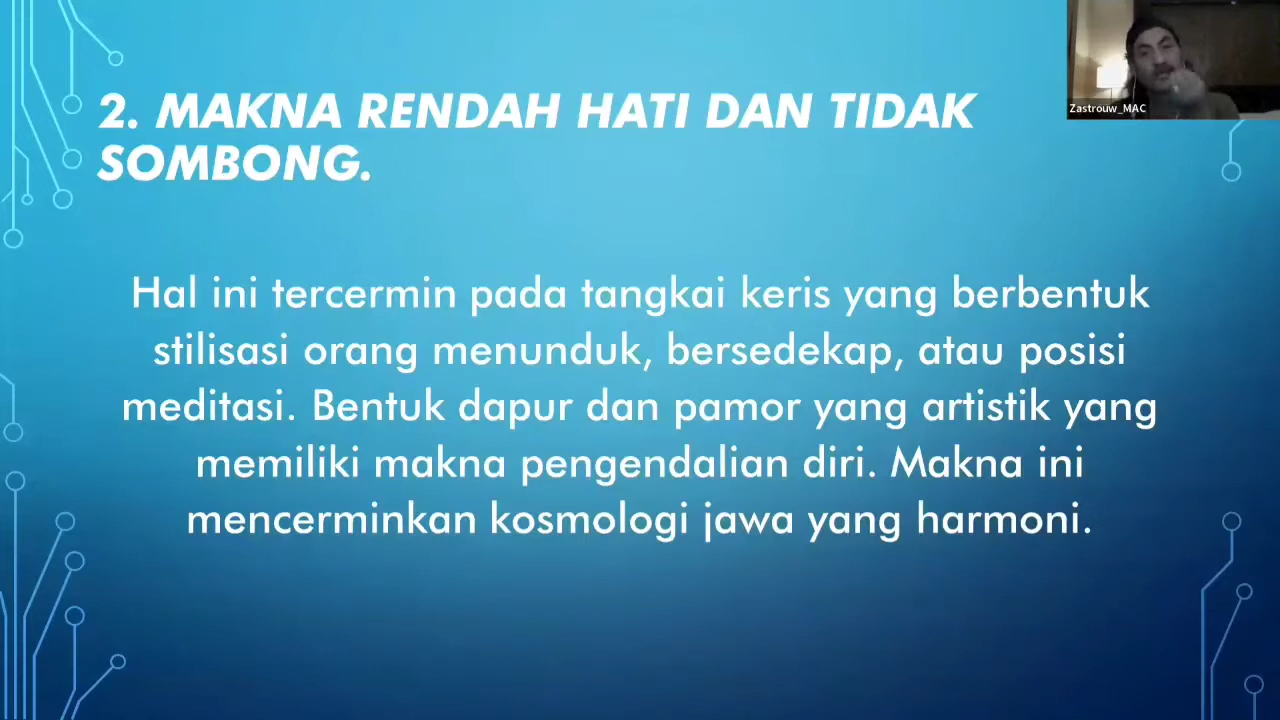 2. MAKNA RENDAH HATI DAN TIDAK
SOMBONG.
Zastrouw_MAC
Hal ini tercermin pada tangkai keris yang berbentuk
stilisasi orang menunduk, bersedekap, atau posisi
meditasi. Bentuk dapur dan pamor yang artistik yang
memiliki makna pengendalian diri. Makna ini
mencerminkan kosmologi jawa yang harmoni.